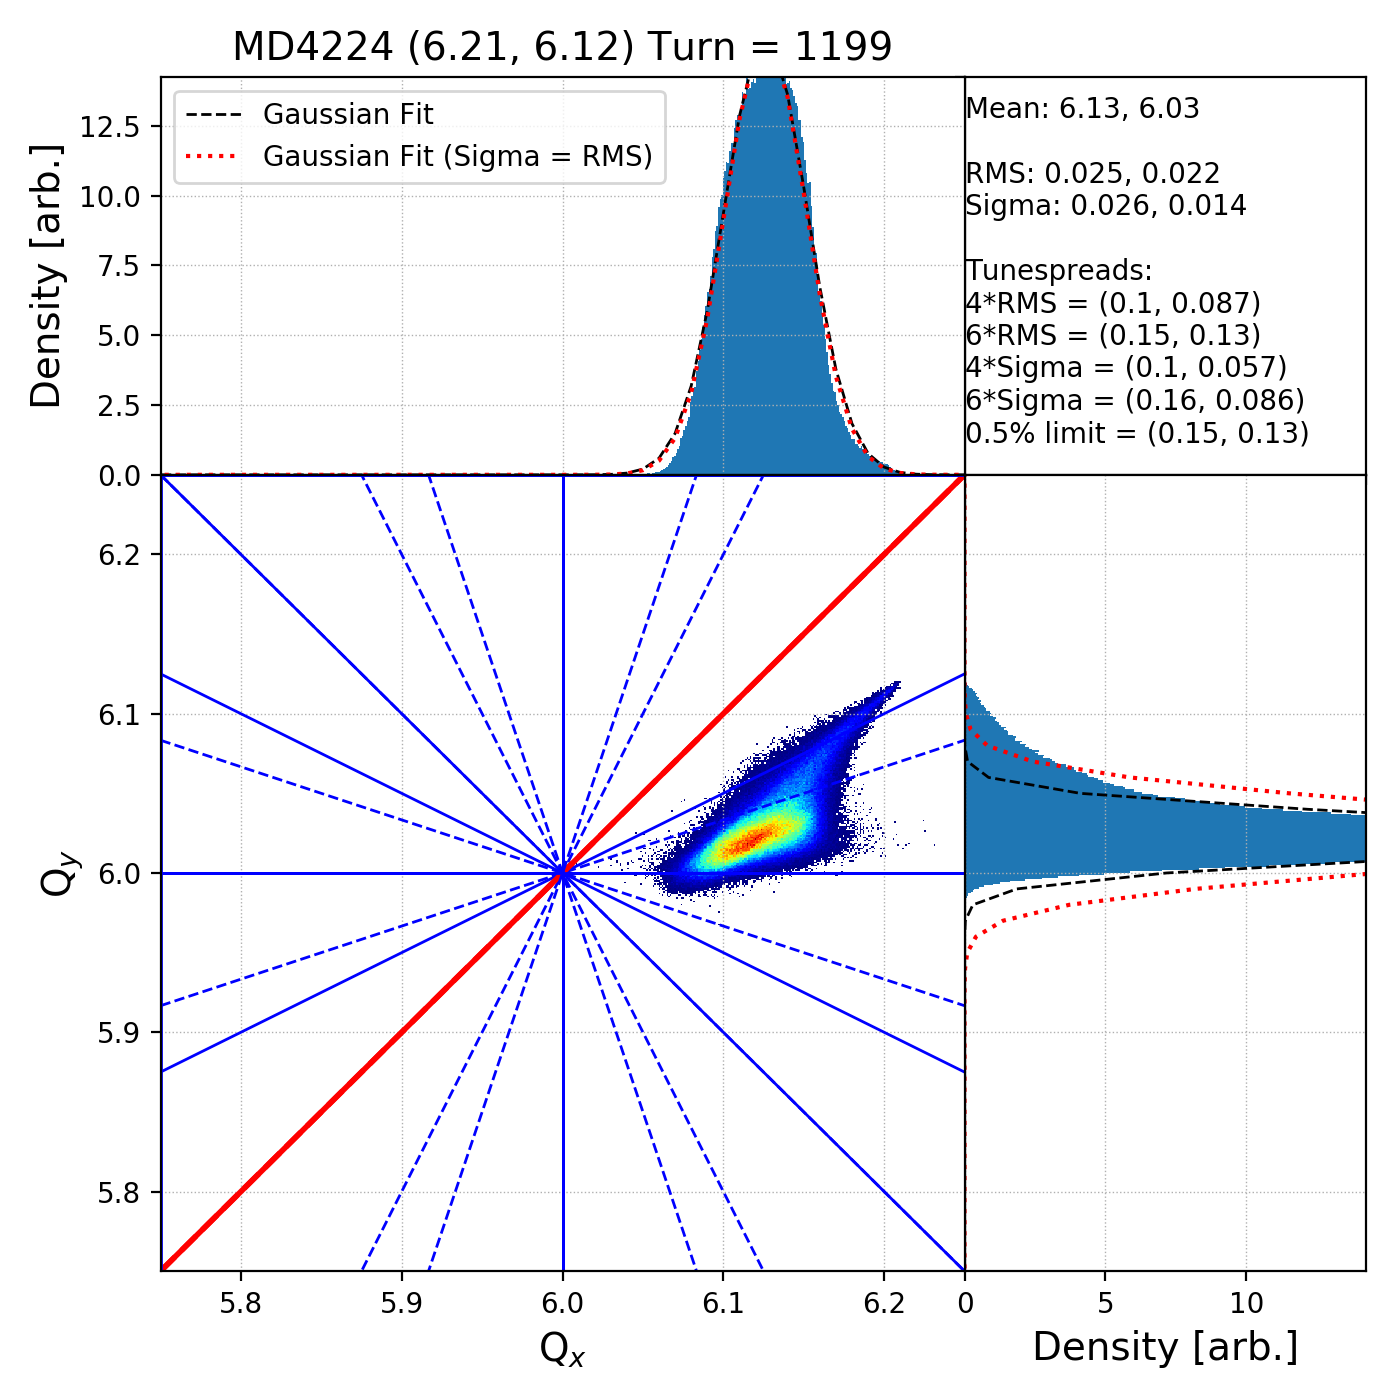 MD4224 (6.21, 6.12) Turn = 1199
Gaussian Fit
Gaussian Fit (Sigma = RMS)
Density [arb.]
12.5
10.0
7.5
5.0
2.5
0.0
Mean: 6.13, 6.03
RMS: 0.025, 0.022
Sigma: 0.026, 0.014
Tunespreads:
4*RMS = (0.1, 0.087)
6*RMS = (0.15, 0.13)
4*Sigma = (0.1, 0.057)
6*Sigma = (0.16, 0.086)
0.5% limit = (0.15, 0.13)
Qy
6.2
6.1
6.0
5.9
5.8
5.8 5.9 6.0 6.1 6.2
Qx
0 5 10
Density [arb.]